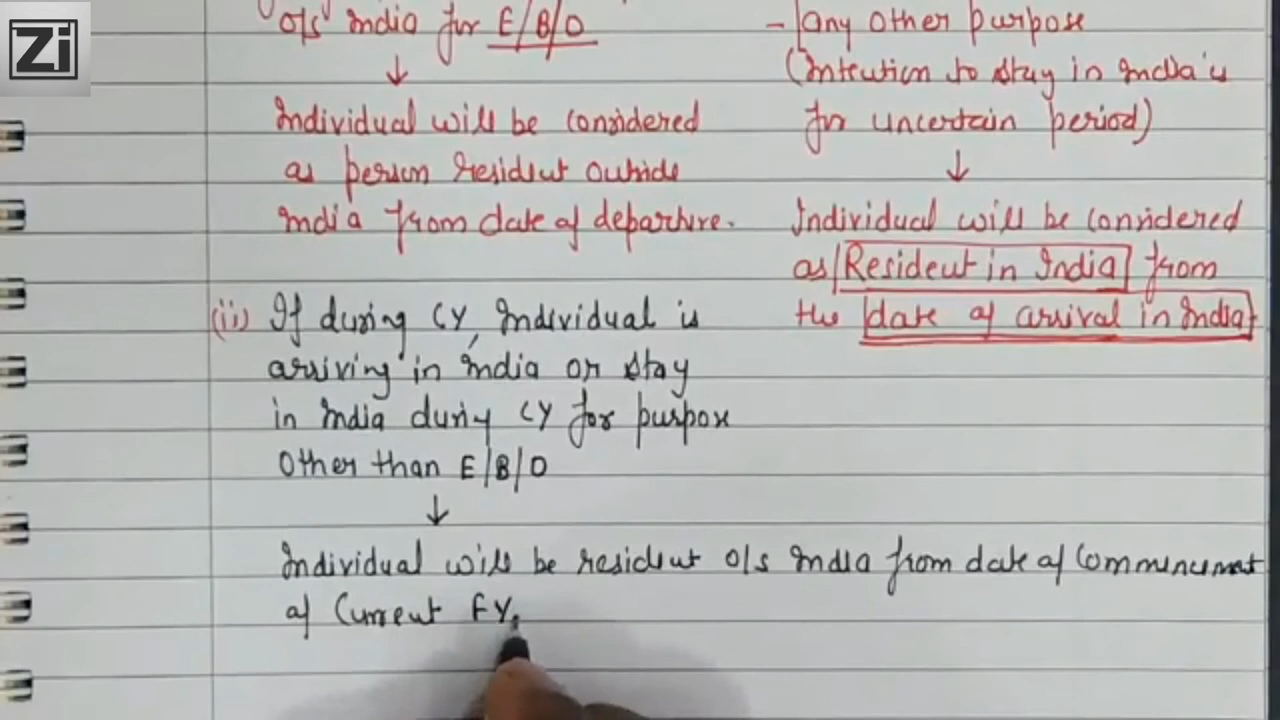 Zi
o/s India for E/B/O
↓
Individual will be considered
as person resident outside
India from date of departure.
(ii) If during CY, Individual is
arriving in India or stay
in India during CY for purpose
Other than E/B/O
↓
Individual will be resident o/s India from date of Commencement
of Current FY.
- any other purpose
(Intention to stay in India is
for uncertain period)
↓
Individual will be considered
as Resident in India from
the date of arrival in India